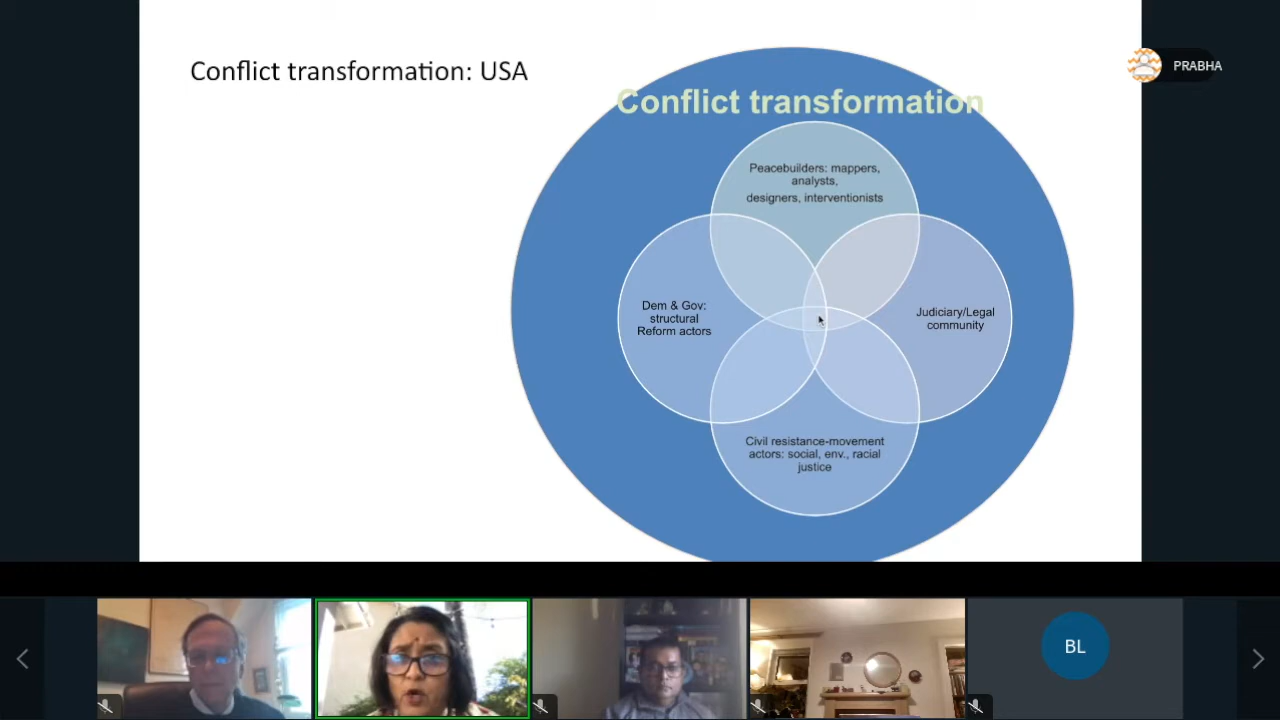 Conflict transformation: USA
PRABHA
Conflict transformation
Peacebuilders: mappers,
analysts,
designers, interventionists
Dem & Gov:
structural
Reform actors
Judiciary/Legal
community
Civil resistance-movement
actors: social, env., racial
justice
BL